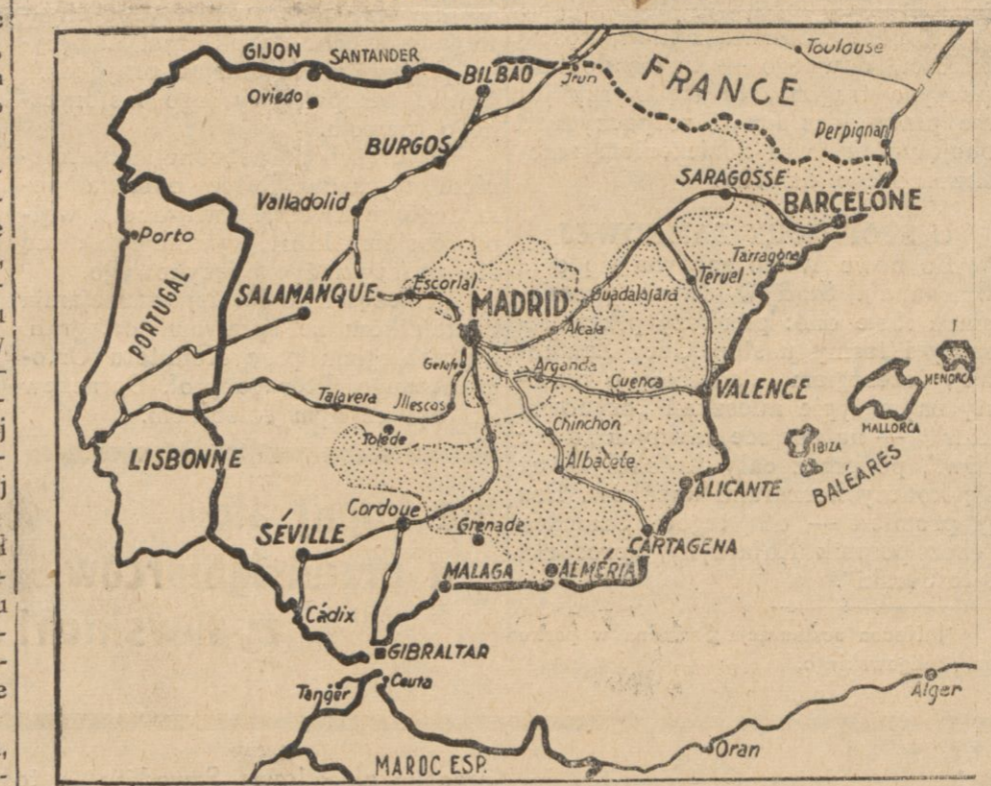 Toulouse
GIJON
SANTANDER
FRANCE
BILBAO
Irun
Oviedo
Perpignan
BURGOS
SARAGOSSE
BARCELONE
Valladolid
Porto
Tarragone
Teruel
PORTUGAL
SALAMANQUE
Escorial
MADRID
Guadalajara
Alcala
Getafe
Arganda
Cuenca
VALENCE
MENORCA
MALLORCA
Talavera
Illescas
Chinchon
Tolède
IBIZA
BALÉARES
LISBONNE
Albacete
ALICANTE
Cordoue
SÉVILLE
Grenade
CARTAGENA
MALAGA
ALMÉRIA
Cádix
GIBRALTAR
Ceuta
Tanger
Alger
Oran
MAROC ESP.